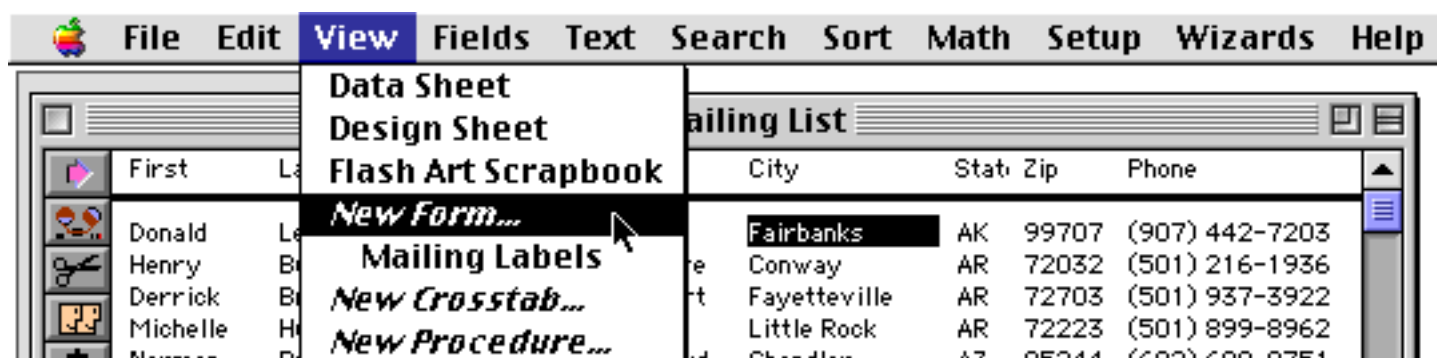 File Edit View Fields Text Search Sort Math Setup Wizards Help
Data Sheet
Design Sheet
ailing List
Flash Art Scrapbook
First City Stat Zip Phone
New Form...
Donald Fairbanks AK 99707 (907) 442-7203
Mailing Labels
Henry Conway AR 72032 (501) 216-1936
New Crosstab...
Derrick Fayetteville AR 72703 (501) 937-3922
Michelle Little Rock AR 72223 (501) 899-8962
New Procedure...